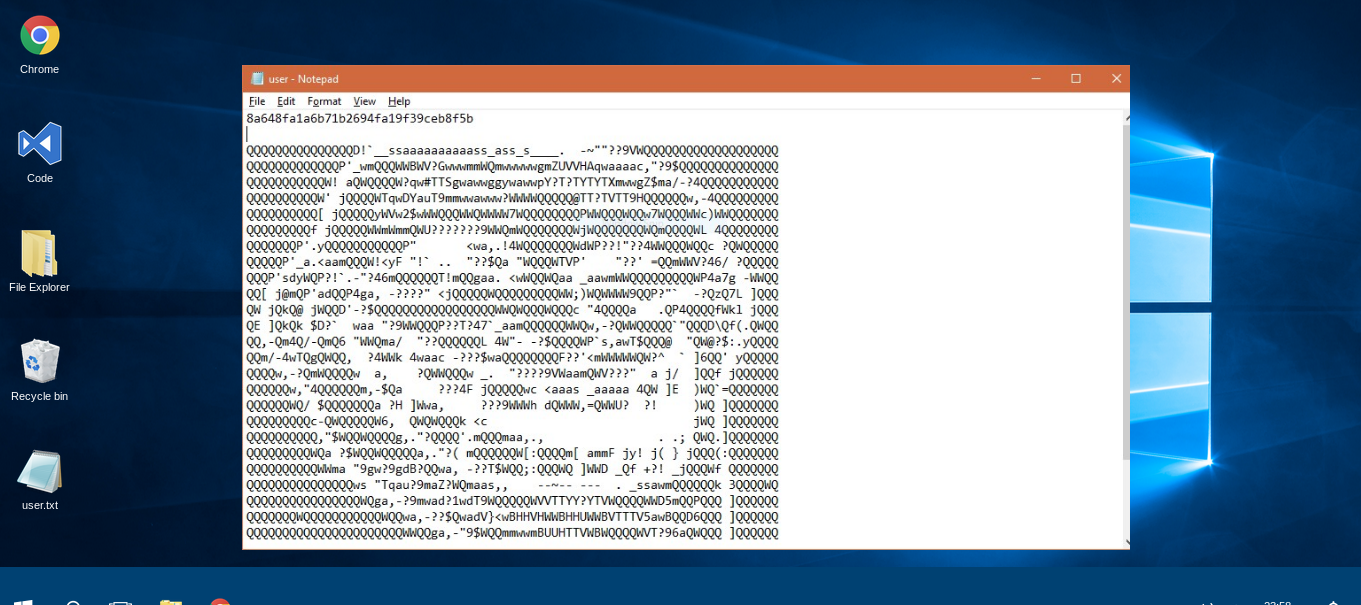 Chrome
Code
File Explorer
Recycle bin
user.txt
user - Notepad
File Edit Format View Help
8a648fa1a6b71b2694fa19f39ceb8f5b
QQQQQQQQQQQQQQQD!`__ssaaaaaaaaaass_ass_s____.  -~""??9VWQQQQQQQQQQQQQQQQQQQ
QQQQQQQQQQQQQP'_wmQQQWWBWV?GwwwmmWQmwwwwwgmZUVVHAqwaaaac,"?9$QQQQQQQQQQQQQQ
QQQQQQQQQQQW! aQWQQQQW?qw#TTSgwawwggywawwpY?T?TYTYTXmwwgZ$ma/-?4QQQQQQQQQQQ
QQQQQQQQQQW' jQQQQWTqwDYauT9mmwwawww?WWWWQQQQQ@TT?TVTT9HQQQQQQw,-4QQQQQQQQQ
QQQQQQQQQQ[ jQQQQQyWVw2$wWWQQQWWQWWWW7WQQQQQQQQPWWQQQWQQw7WQQQWWc)WWQQQQQQQ
QQQQQQQQQf jQQQQQWWmWmmQWU???????9WWQmWQQQQQQQWjWQQQQQQQWQmQQQQWL 4QQQQQQQQ
QQQQQQQP'.yQQQQQQQQQQQP"       <wa,.!4WQQQQQQQWdWP??!"??4WWQQQWQQc ?QWQQQQQ
QQQQQP'_a.<aamQQQW!<yF "!` ..  "??$Qa "WQQQWTVP'    "??' =QQmWWV?46/ ?QQQQQ
QQQP'sdyWQP?!`.-"?46mQQQQQQT!mQQgaa. <wWQQWQaa _aawmWWQQQQQQQQQWP4a7g -WWQQ
QQ[ j@mQP'adQQP4ga, -????" <jQQQQQWQQQQQQQQQWW;)WQWWWW9QQP?"`  -?QzQ7L ]QQQ
QW jQkQ@ jWQQD'-?$QQQQQQQQQQQQQQQQQWWQWQQQWQQQc "4QQQQa   .QP4QQQQfWkl jQQQ
QE ]QkQk $D?`  waa "?9WWQQQP??T?47`_aamQQQQQQWWQw,-?QWWQQQQQ`"QQQD\Qf(.QWQQ
QQ,-Qm4Q/-QmQ6 "WWQma/  "??QQQQQQL 4W"- -?$QQQQWP`s,awT$QQQ@  "QW@?$:.yQQQQ
QQm/-4wTQgQWQQ,  ?4WWk 4waac -???$waQQQQQQQQF??'<mWWWWWQW?^  ` ]6QQ' yQQQQQ
QQQQw,-?QmWQQQQw  a,    ?QWWQQQw _.  "????9VWaamQWV???"  a j/  ]QQf jQQQQQQ
QQQQQQw,"4QQQQQQm,-$Qa     ???4F jQQQQQwc <aaas _aaaaa 4QW ]E  )WQ`=QQQQQQQ
QQQQQQWQ/ $QQQQQQQa ?H ]Wwa,     ???9WWWh dQWWW,=QWWU?  ?!     )WQ ]QQQQQQQ
QQQQQQQQQc-QWQQQQQW6,  QWQWQQQk <c                             jWQ ]QQQQQQQ
QQQQQQQQQQ,"$WQQWQQQQg,."?QQQQ'.mQQQmaa,.,                . .; QWQ.]QQQQQQQ
QQQQQQQQQWQa ?$WQQWQQQQQa,."?( mQQQQQQW[:QQQQm[ ammF jy! j( } jQQQ(:QQQQQQQ
QQQQQQQQQQWWma "9gw?9gdB?QQwa, -??T$WQQ;:QQQWQ ]WWD _Qf +?! _jQQQWf QQQQQQQ
QQQQQQQQQQQQQQQws "Tqau?9maZ?WQmaas,,    --~-- ---  . _ssawmQQQQQQk 3QQQQWQ
QQQQQQQQQQQQQQQQWQga,-?9mwad?1wdT9WQQQQQWVVTTYY?YTVWQQQQWWD5mQQPQQQ ]QQQQQQ
QQQQQQQWQQQQQQQQQQQWQQwa,-??$QwadV}<wBHHVHWWBHHUWWBVTTTV5awBQQD6QQQ ]QQQQQQ
QQQQQQQQQQQQQQQQQQQQQQWWQQga,-"9$WQQmmwwmBUUHTTVWBWQQQQWVT?96aQWQQQ ]QQQQQQ